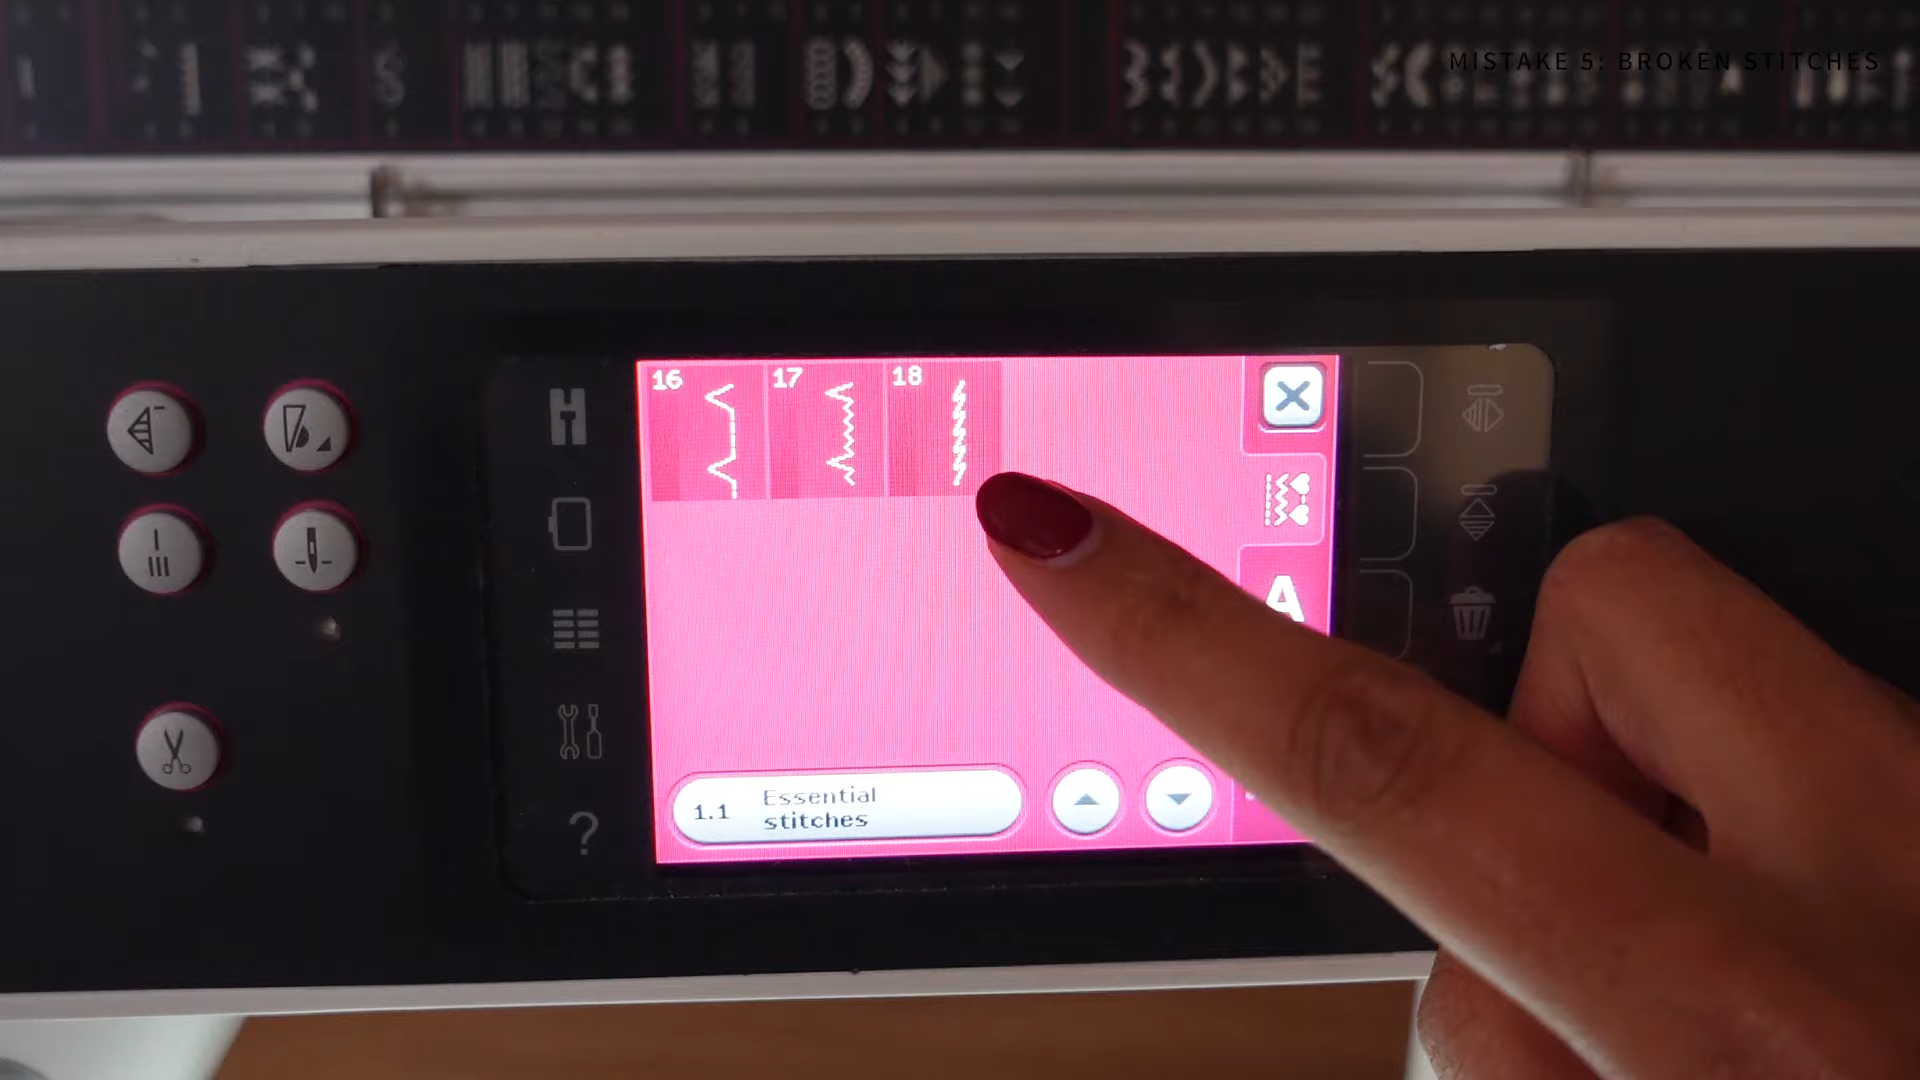 MISTAKE 5: BROKEN STITCHES
16 17 18
A
1.1 Essential
stitches
?